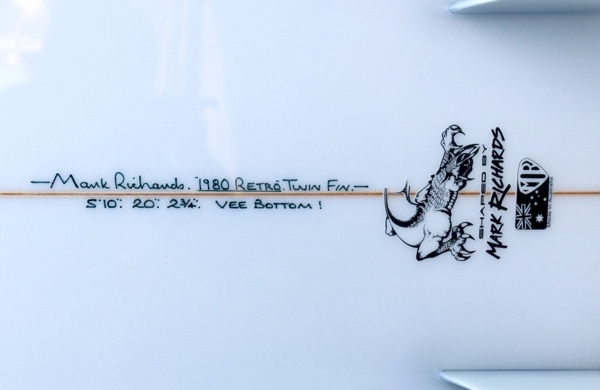 —Mark Richards. "1980 Retro" Twin Fin.—
5'10": 20": 2¾": VEE BOTTOM!
SHAPED BY
MARK RICHARDS
MR